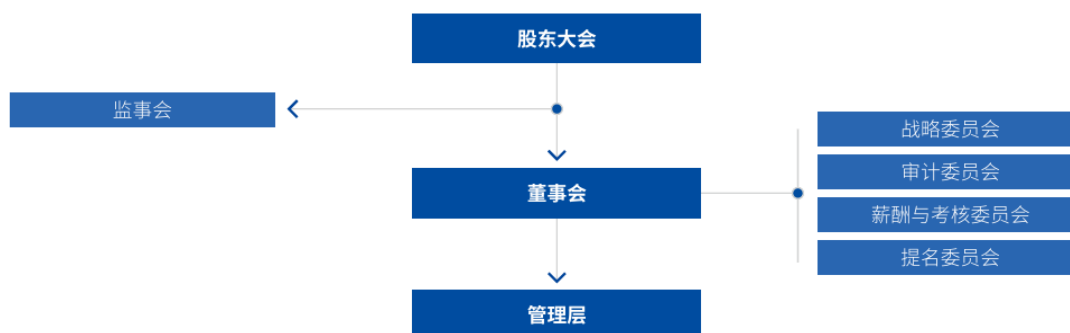 股东大会
监事会
战略委员会
审计委员会
董事会
薪酬与考核委员会
提名委员会
管理层